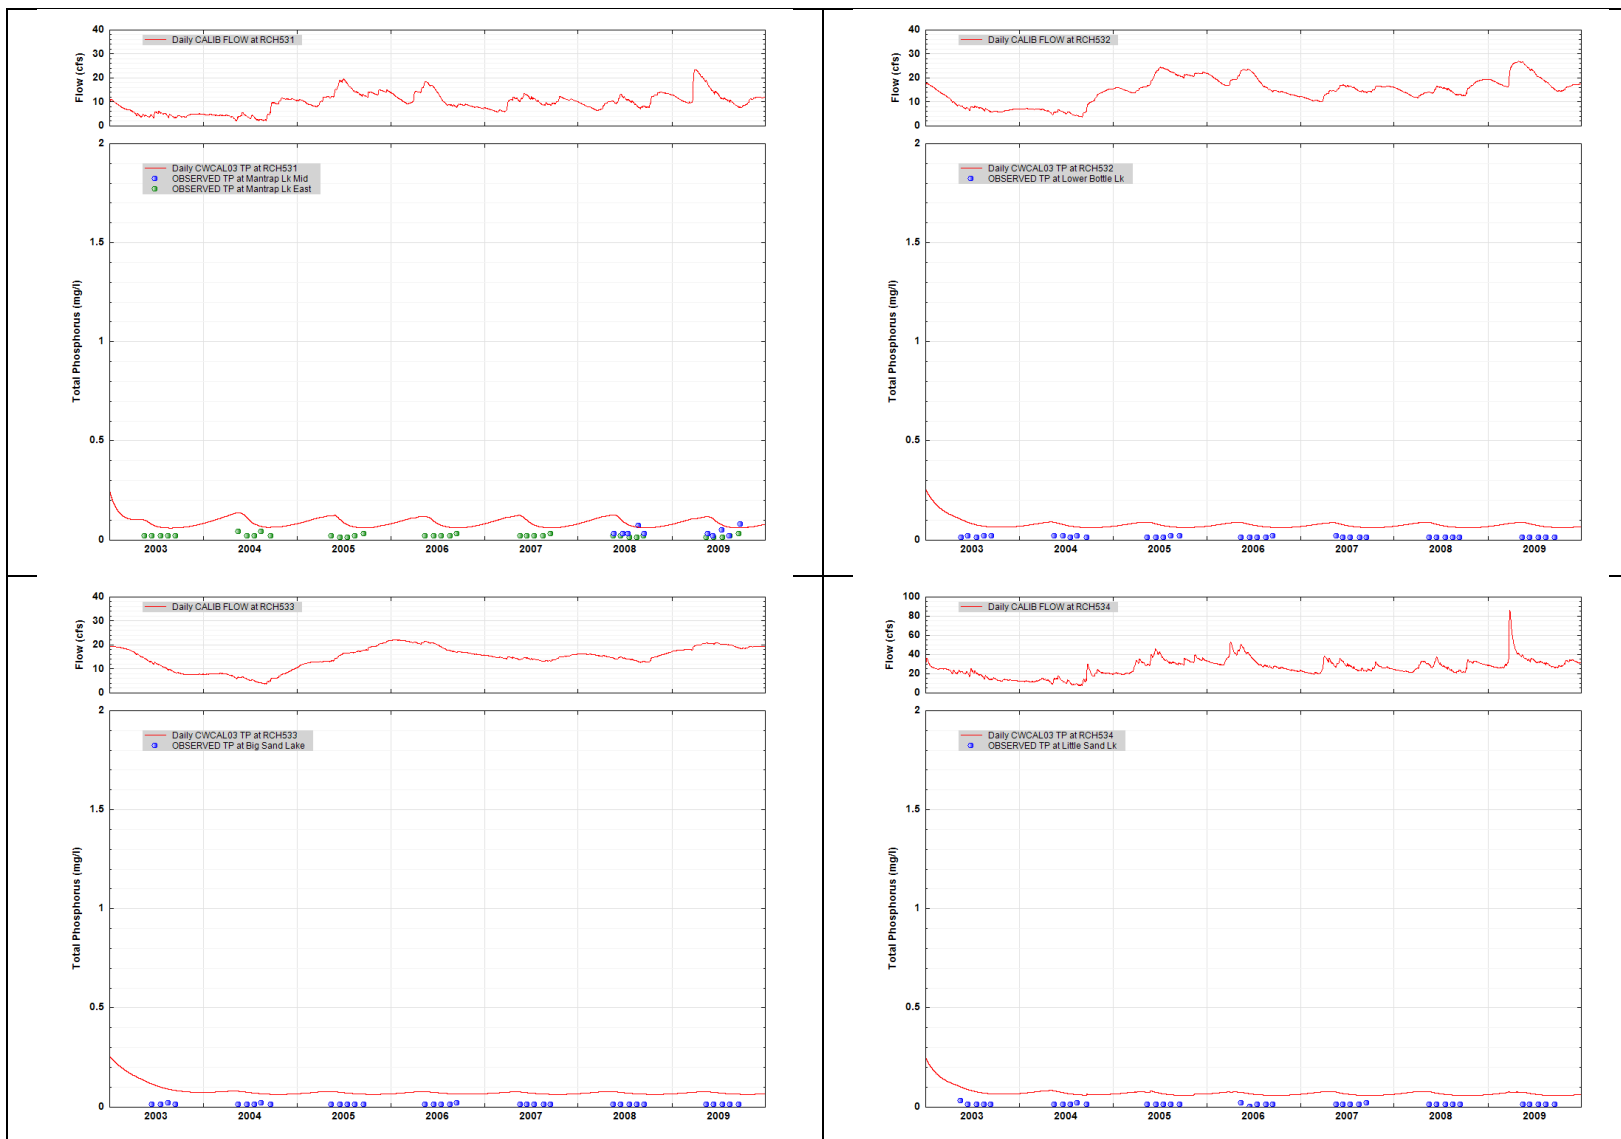 40
30
20
10
0
Flow (cfs)
Daily CALIB FLOW at RCH531
2
1.5
1
0.5
0
Total Phosphorus (mg/l)
Daily CWCAL03 TP at RCH531
OBSERVED TP at Mantrap Lk Mid
OBSERVED TP at Mantrap Lk East
2003 2004 2005 2006 2007 2008 2009
40
30
20
10
0
Flow (cfs)
Daily CALIB FLOW at RCH532
2
1.5
1
0.5
0
Total Phosphorus (mg/l)
Daily CWCAL03 TP at RCH532
OBSERVED TP at Lower Bottle Lk
2003 2004 2005 2006 2007 2008 2009
40
30
20
10
0
Flow (cfs)
Daily CALIB FLOW at RCH533
2
1.5
1
0.5
0
Total Phosphorus (mg/l)
Daily CWCAL03 TP at RCH533
OBSERVED TP at Big Sand Lake
2003 2004 2005 2006 2007 2008 2009
100
80
60
40
20
0
Flow (cfs)
Daily CALIB FLOW at RCH534
2
1.5
1
0.5
0
Total Phosphorus (mg/l)
Daily CWCAL03 TP at RCH534
OBSERVED TP at Little Sand Lk
2003 2004 2005 2006 2007 2008 2009